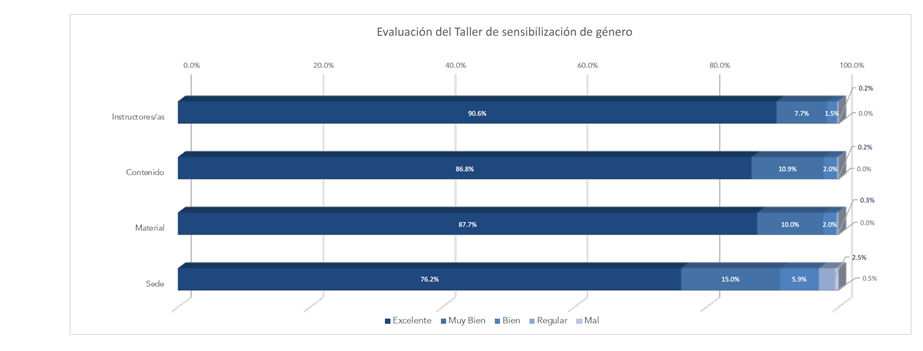 Evaluación del Taller de sensibilización de género
0.0% 20.0% 40.0% 60.0% 80.0% 100.0%
0.2%
Instructores/as 90.6% 7.7% 1.5% 0.0%
0.2%
Contenido 86.8% 10.9% 2.0% 0.0%
0.3%
Material 87.7% 10.0% 2.0% 0.0%
2.5%
Sede 76.2% 15.0% 5.9% 0.5%
Excelente Muy Bien Bien Regular Mal